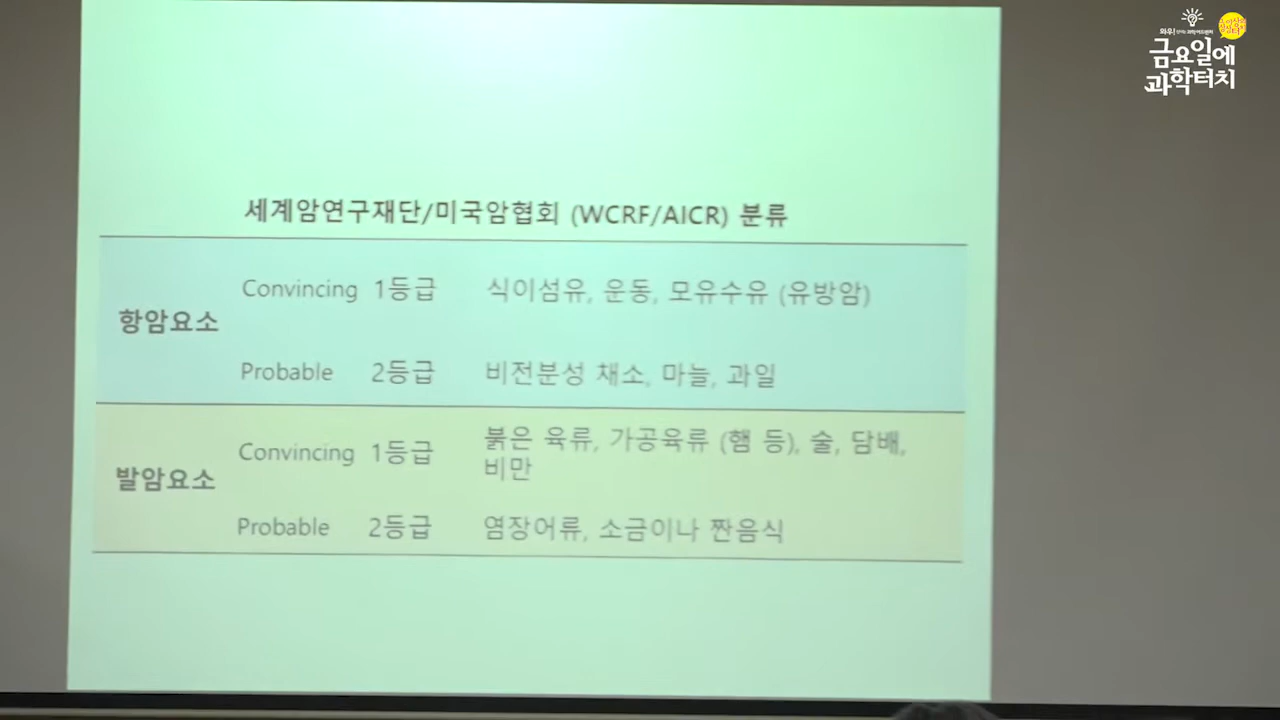 금요일에
과학터치
세계암연구재단/미국암협회 (WCRF/AICR) 분류
항암요소
Convincing 1등급 식이섬유, 운동, 모유수유 (유방암)
Probable 2등급 비전분성 채소, 마늘, 과일
발암요소
Convincing 1등급 붉은 육류, 가공육류 (햄 등), 술, 담배,
비만
Probable 2등급 염장어류, 소금이나 짠음식